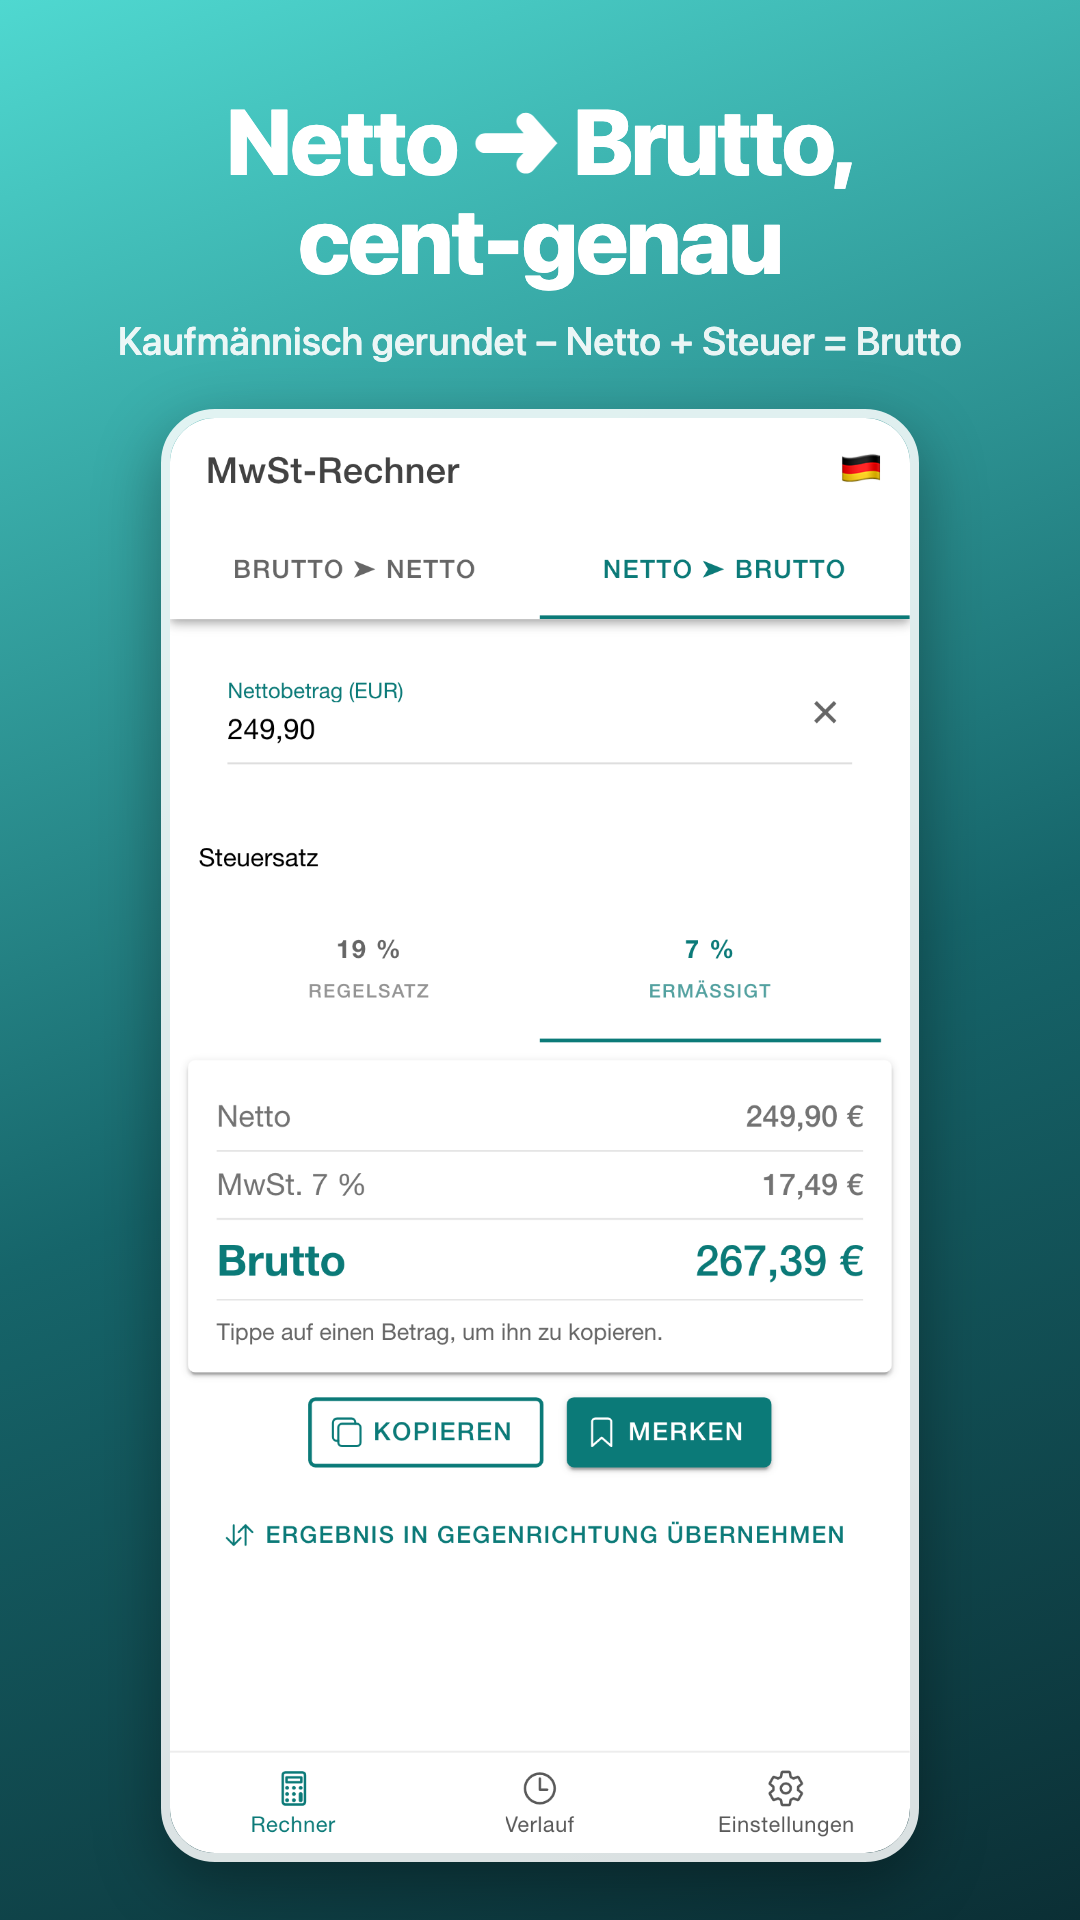 Netto ➜ Brutto,
cent-genau
Kaufmännisch gerundet – Netto + Steuer = Brutto
MwSt-Rechner
BRUTTO ➤ NETTO
NETTO ➤ BRUTTO
Nettobetrag (EUR)
249,90
Steuersatz
19 %
REGELSATZ
7 %
ERMÄSSIGT
Netto 249,90 €
MwSt. 7 % 17,49 €
Brutto 267,39 €
Tippe auf einen Betrag, um ihn zu kopieren.
KOPIEREN
MERKEN
ERGEBNIS IN GEGENRICHTUNG ÜBERNEHMEN
Rechner
Verlauf
Einstellungen